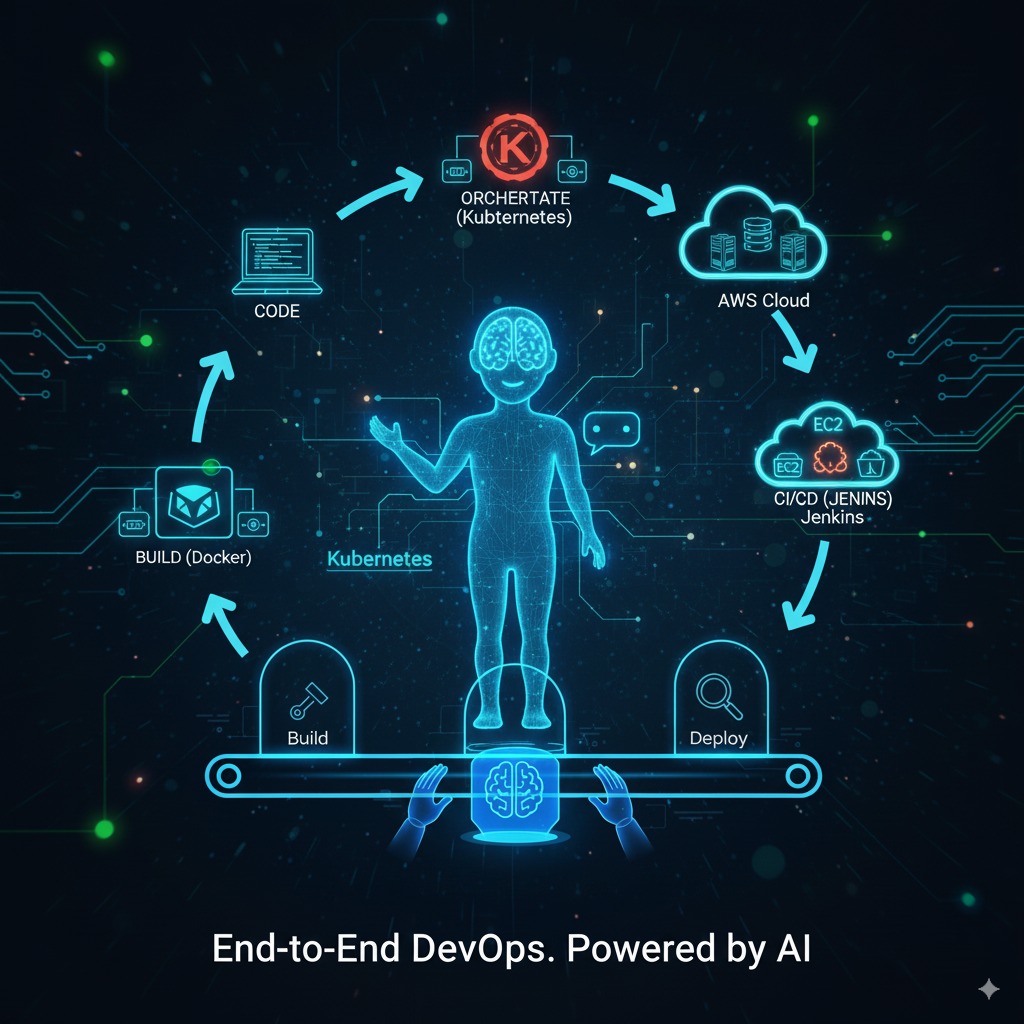 K
ORCHERTATE
(Kubternetes)
CODE
AWS Cloud
EC2
EC2
CI/CD (JENINS)
Jenkins
BUILD (Docker)
Kubernetes
Build
Deploy
End-to-End DevOps. Powered by AI